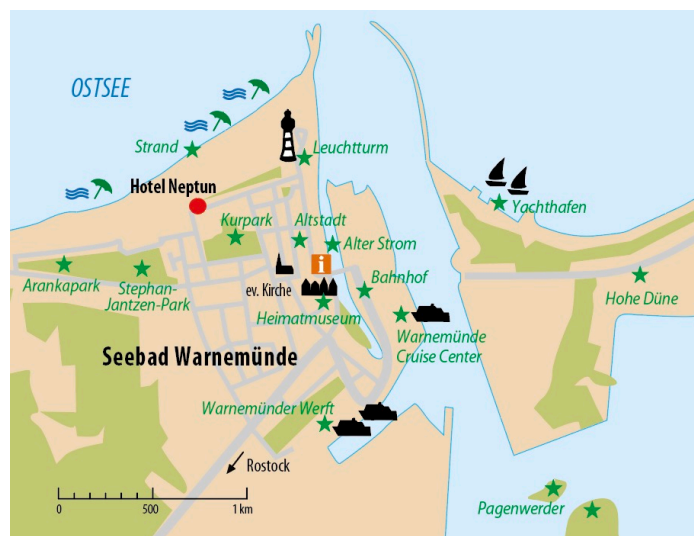 OSTSEE
Strand
Leuchtturm
Hotel Neptun
Yachthafen
Kurpark
Altstadt
Alter Strom
i
Arankapark
Stephan-
Jantzen-Park
ev. Kirche
Bahnhof
Hohe Düne
Heimatmuseum
Warnemünde
Cruise Center
Seebad Warnemünde
Warnemünder Werft
Rostock
0 500 1 km
Pagenwerder